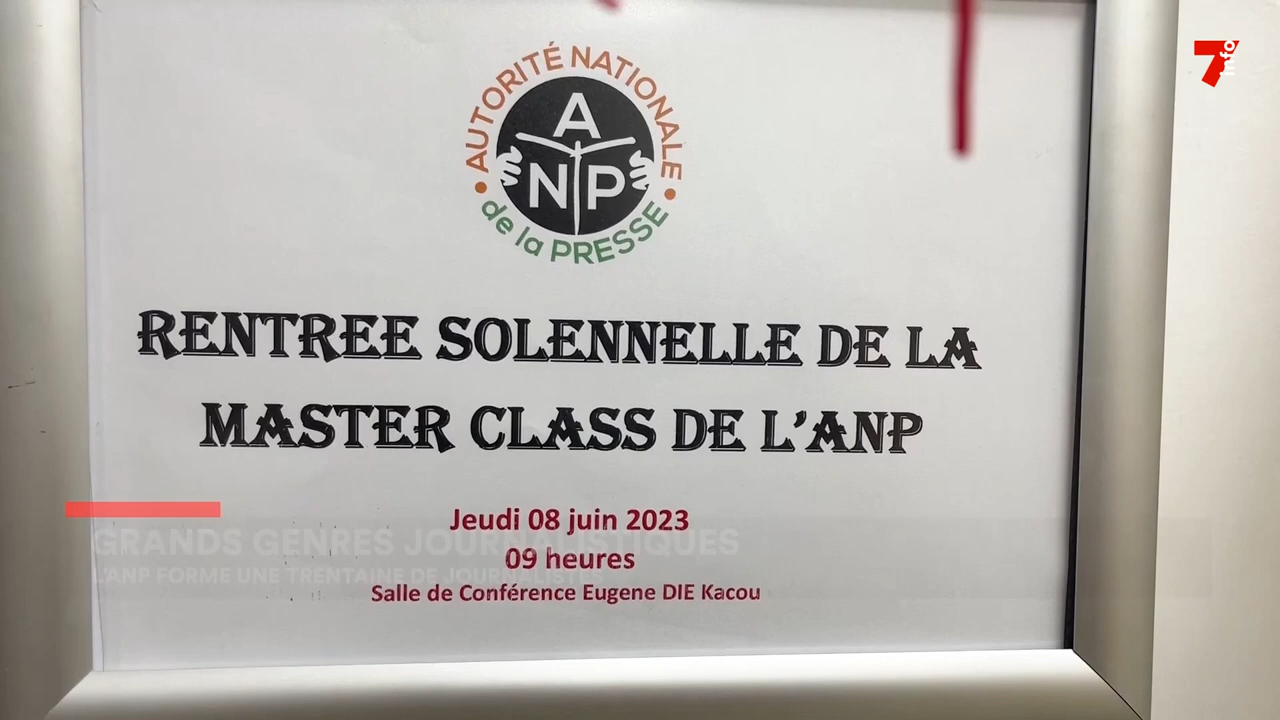 7info
AUTORITÉ NATIONALE
de la PRESSE
A
NP
RENTREE SOLENNELLE DE LA
MASTER CLASS DE L'ANP
Jeudi 08 juin 2023
GRANDS GENRES JOURNALISTIQUES
09 heures
L'ANP FORME UNE TRENTAINE DE JOURNALISTES
Salle de Conférence Eugene DIE Kacou